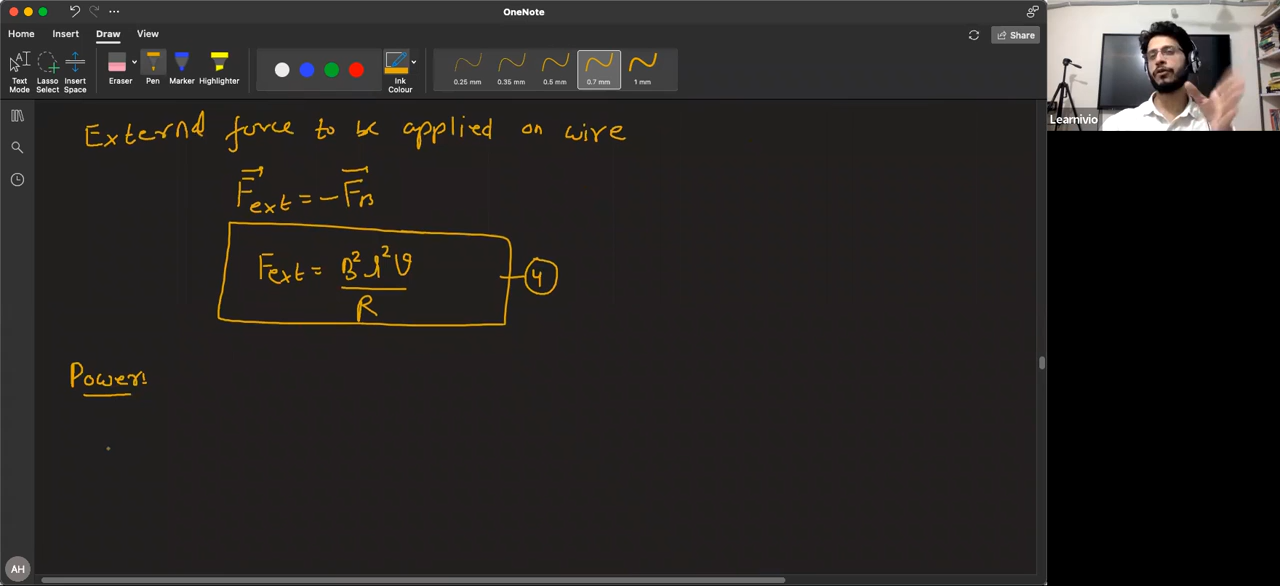 OneNote
Home Insert Draw View
Share
Text Mode Lasso Select Insert Space Eraser Pen Marker Highlighter Ink Colour 0.25 mm 0.35 mm 0.5 mm 0.7 mm 1 mm
Learnivio
External force to be applied on wire
F⃗ext = -F⃗B
Fext = B²l²v/R
4
Power:
AH